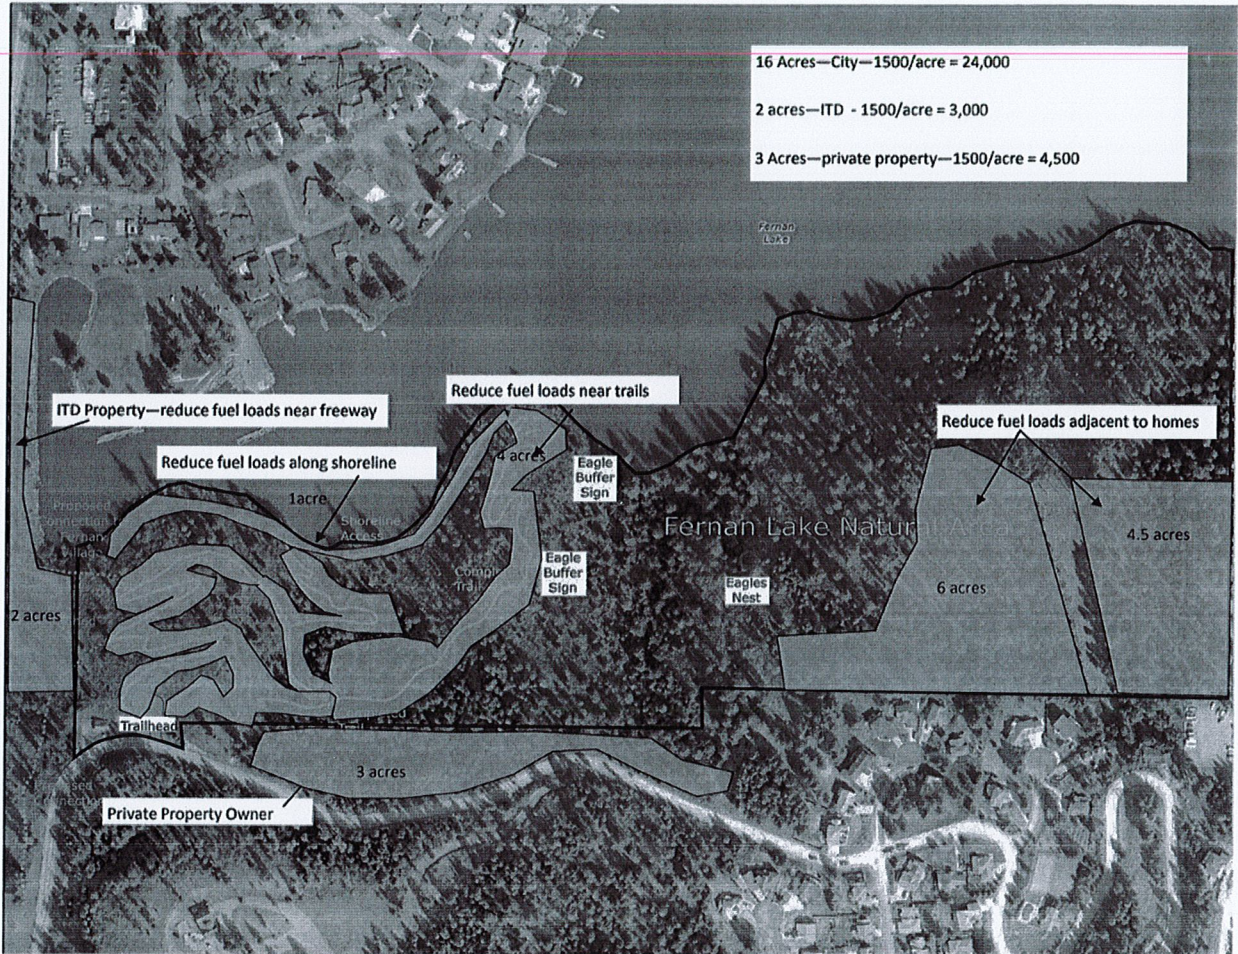 16 Acres—City—1500/acre = 24,000
2 acres—ITD - 1500/acre = 3,000
3 Acres—private property—1500/acre = 4,500
Fernan
Lake
Reduce fuel loads near trails
ITD Property—reduce fuel loads near freeway
Reduce fuel loads adjacent to homes
Reduce fuel loads along shoreline
4 acres
Eagle
Buffer
Sign
1acre
Proposed
Connection
Fernan
Village
Shoreline
Access
Fernan Lake Natural A
4.5 acres
Eagle
Buffer
Sign
Eagles
Nest
6 acres
2 acres
Trailhead
3 acres
Private Property Owner